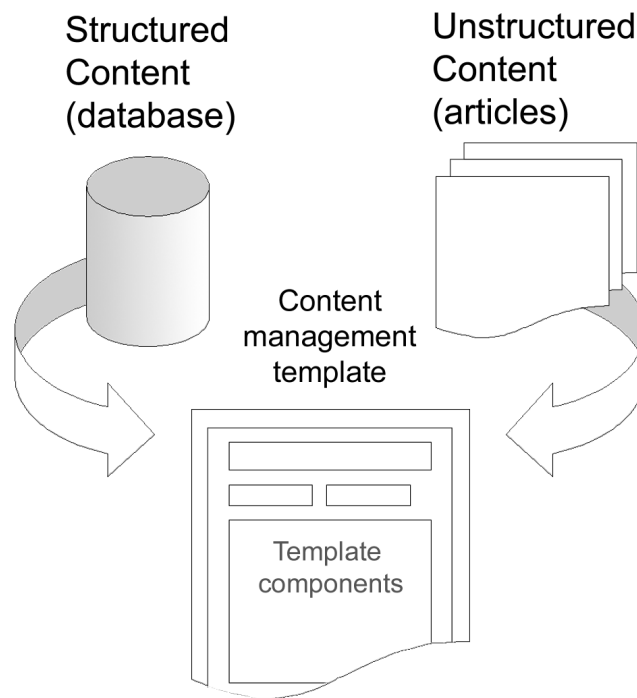 Structured
Content
(database)
Unstructured
Content
(articles)
Content
management
template
Template
components